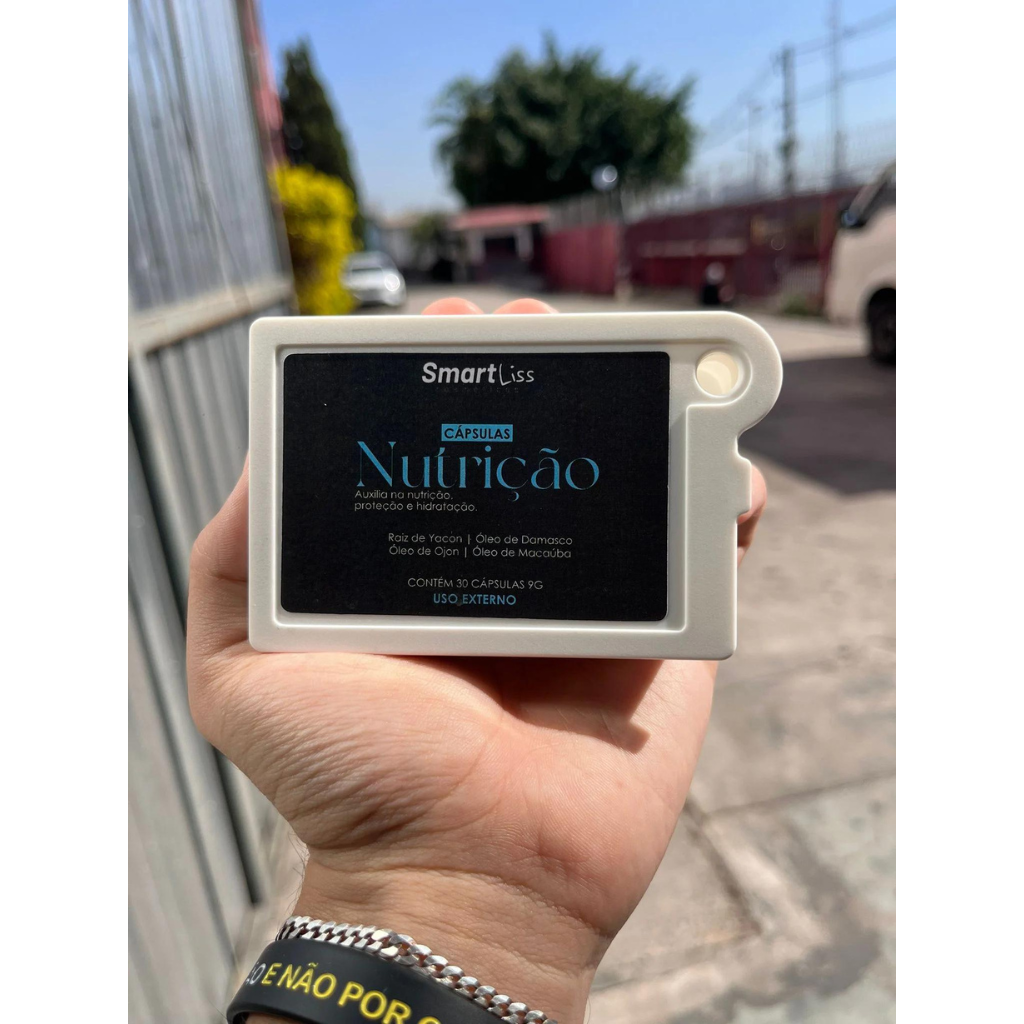 SmartLiss
CÁPSULAS
Nutrição
Auxilia na nutrição,
proteção e hidratação.
Raiz de Yacon | Óleo de Damasco
Óleo de Ojon | Óleo de Macaúba
CONTÉM 30 CÁPSULAS 9G
USO EXTERNO
E NÃO POR